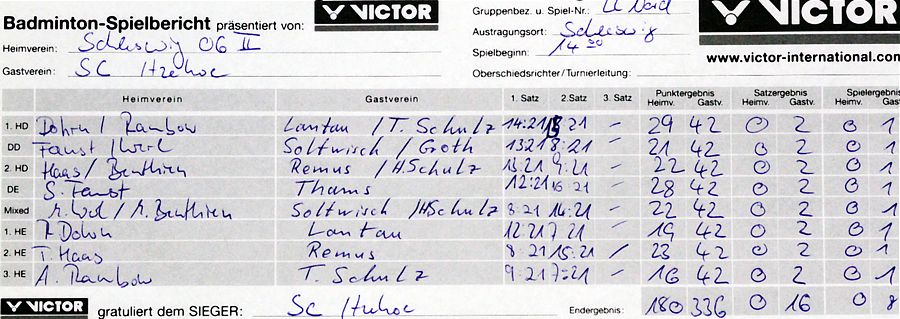 Badminton-Spielbericht präsentiert von: VICTOR Gruppenbez. u. Spiel-Nr.: LL Nord VICTOR
Heimverein: Schleswig 06 II Austragungsort: Schleswig
Spielbeginn: 14 00
Gastverein: SC Itzehoe www.victor-international.com
Oberschiedsrichter/Turnierleitung:
Heimverein Gastverein 1. Satz 2. Satz 3. Satz Punktergebnis Heimv. Gastv. Satzergebnis Heimv. Gastv. Spielergebnis Heimv. Gastv.
1. HD Dohrn / Rambow Lantau / T. Schulz 14:21 21 - 29 42 0 2 0 1
DD Faust / Soltwisch / Groth 13:21 8:21 - 21 42 0 2 0 1
2. HD Haas / Benthien Remus / H. Schulz 13:21 9:21 - 22 42 0 2 0 1
DE S. Faust Thams 12:21 16:21 - 28 42 0 2 0 1
Mixed / M. Benthien Soltwisch / H Schulz 8:21 14:21 - 22 42 0 2 0 1
1. HE Dohrn Lantau 12:21 7:21 - 19 42 0 2 0 1
2. HE T. Haas Remus 8:21 15:21 / 23 42 0 2 0 1
3. HE A. Rambow T. Schulz 9:21 7:21 - 16 42 0 2 0 1
VICTOR gratuliert dem SIEGER: SC Itzehoe Endergebnis: 180 336 0 16 0 8